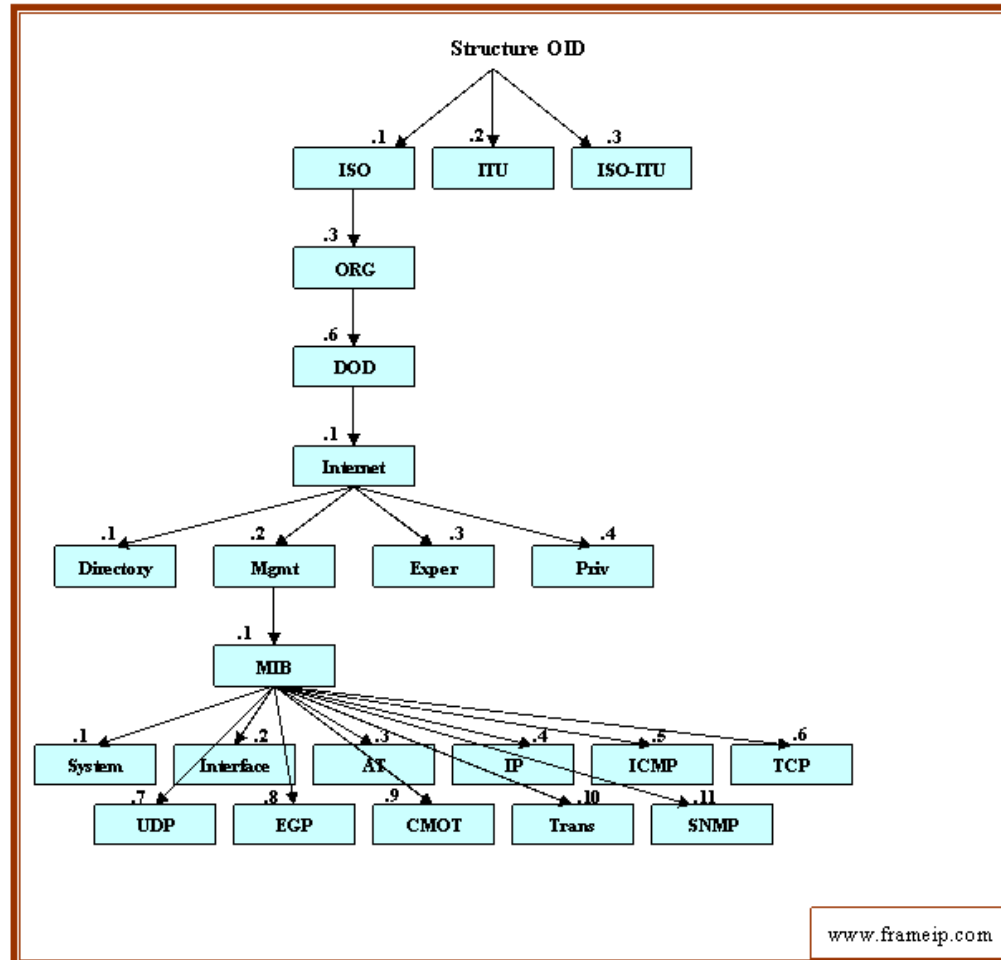 Structure OID
.1 .2 .3
ISO ITU ISO-ITU
.3
ORG
.6
DOD
.1
Internet
.1 .2 .3 .4
Directory Mgmt Exper Priv
.1
MIB
.1 .2 .3 .4 .5 .6
System Interface AT IP ICMP TCP
.7 .8 .9 .10 .11
UDP EGP CMOT Trans SNMP
www.frameip.com